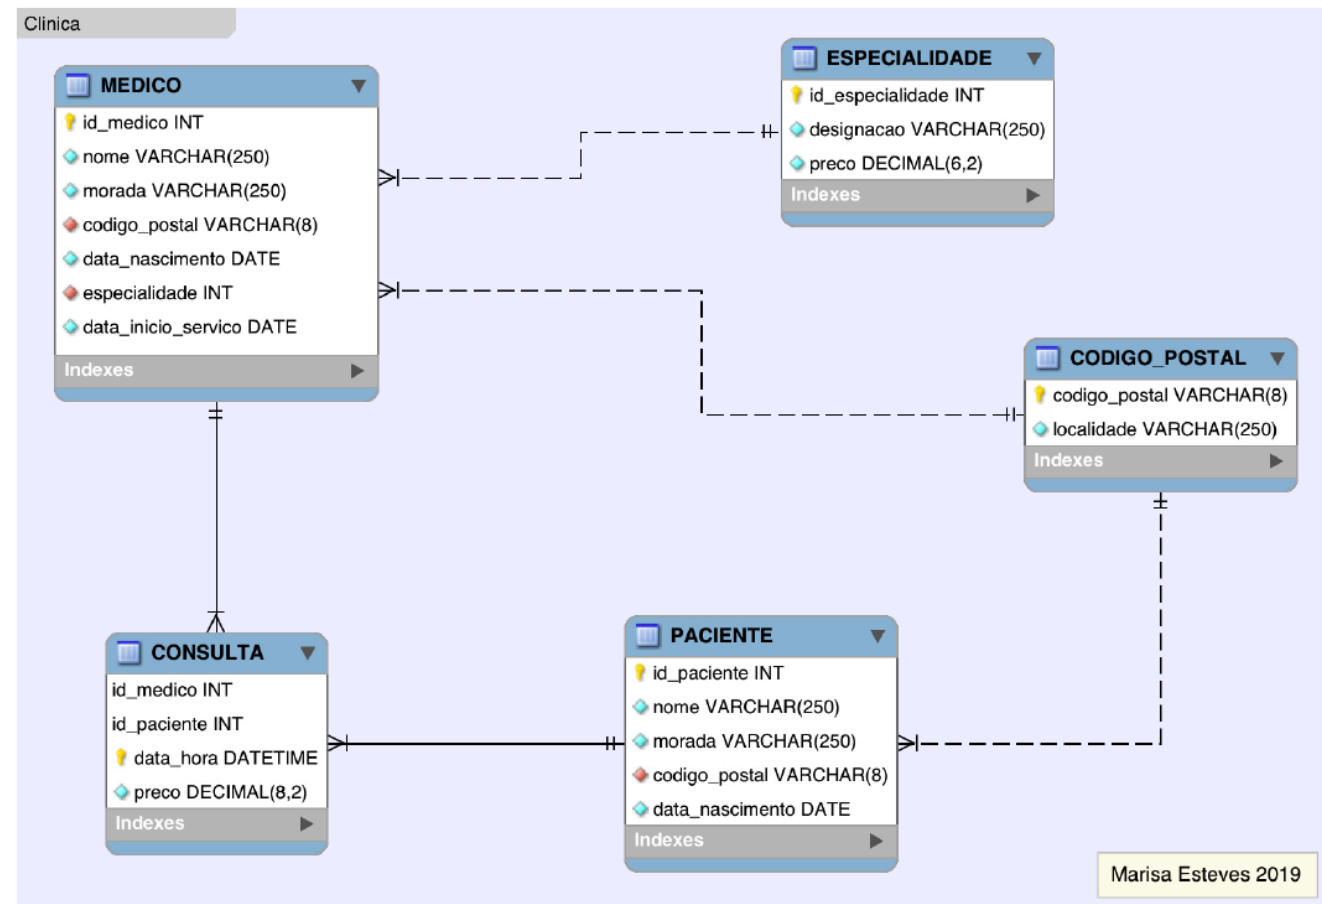 Clinica
MEDICO
id_medico INT
nome VARCHAR(250)
morada VARCHAR(250)
codigo_postal VARCHAR(8)
data_nascimento DATE
especialidade INT
data_inicio_servico DATE
Indexes
ESPECIALIDADE
id_especialidade INT
designacao VARCHAR(250)
preco DECIMAL(6,2)
Indexes
CODIGO_POSTAL
codigo_postal VARCHAR(8)
localidade VARCHAR(250)
Indexes
CONSULTA
id_medico INT
id_paciente INT
data_hora DATETIME
preco DECIMAL(8,2)
Indexes
PACIENTE
id_paciente INT
nome VARCHAR(250)
morada VARCHAR(250)
codigo_postal VARCHAR(8)
data_nascimento DATE
Indexes
Marisa Esteves 2019